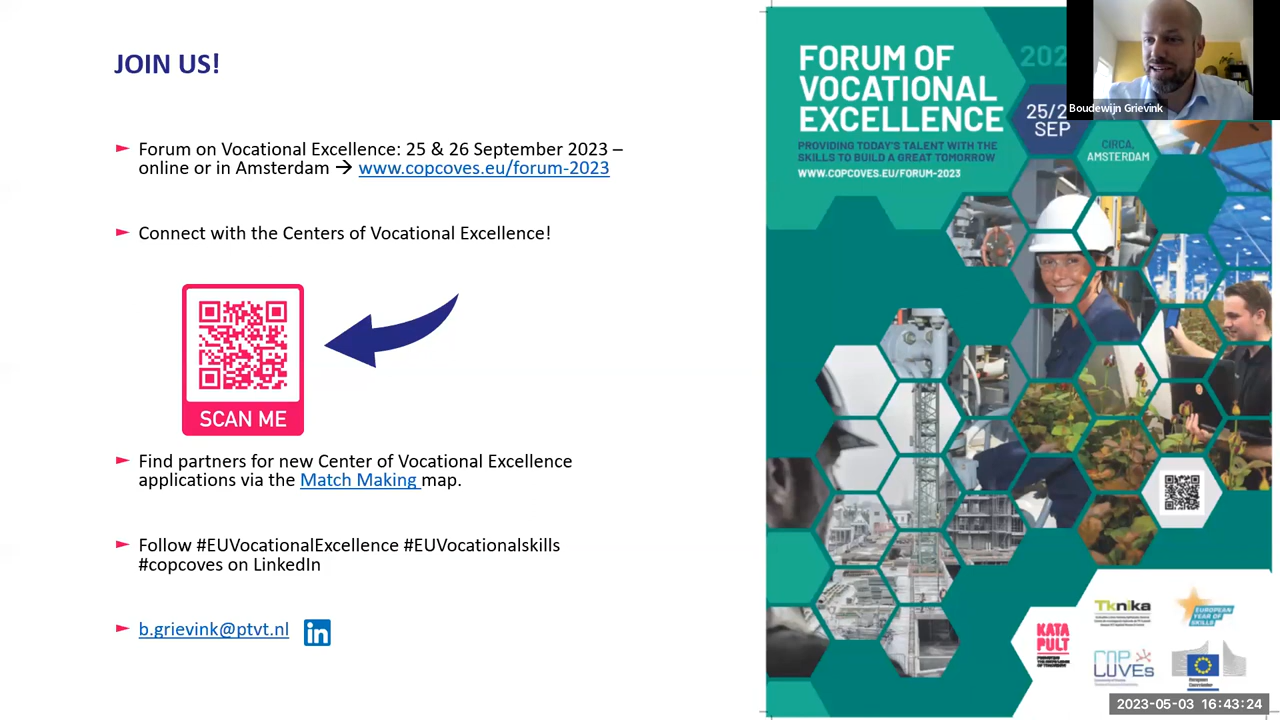 JOIN US!
Forum on Vocational Excellence: 25 & 26 September 2023 –
online or in Amsterdam → www.copcoves.eu/forum-2023
Connect with the Centers of Vocational Excellence!
SCAN ME
Find partners for new Center of Vocational Excellence
applications via the Match Making map.
Follow #EUVocationalExcellence #EUVocationalskills
#copcoves on LinkedIn
b.grievink@ptvt.nl
in
FORUM OF
VOCATIONAL
EXCELLENCE
PROVIDING TODAY'S TALENT WITH THE
SKILLS TO BUILD A GREAT TOMORROW
WWW.COPCOVES.EU/FORUM-2023
202
25/2
SEP
CIRCA,
AMSTERDAM
Boudewijn Grievink
Tknika
EUROPEAN
YEAR OF
SKILLS
KATA
PULT
COP
COVEs
European
Commission
2023-05-03 16:43:24